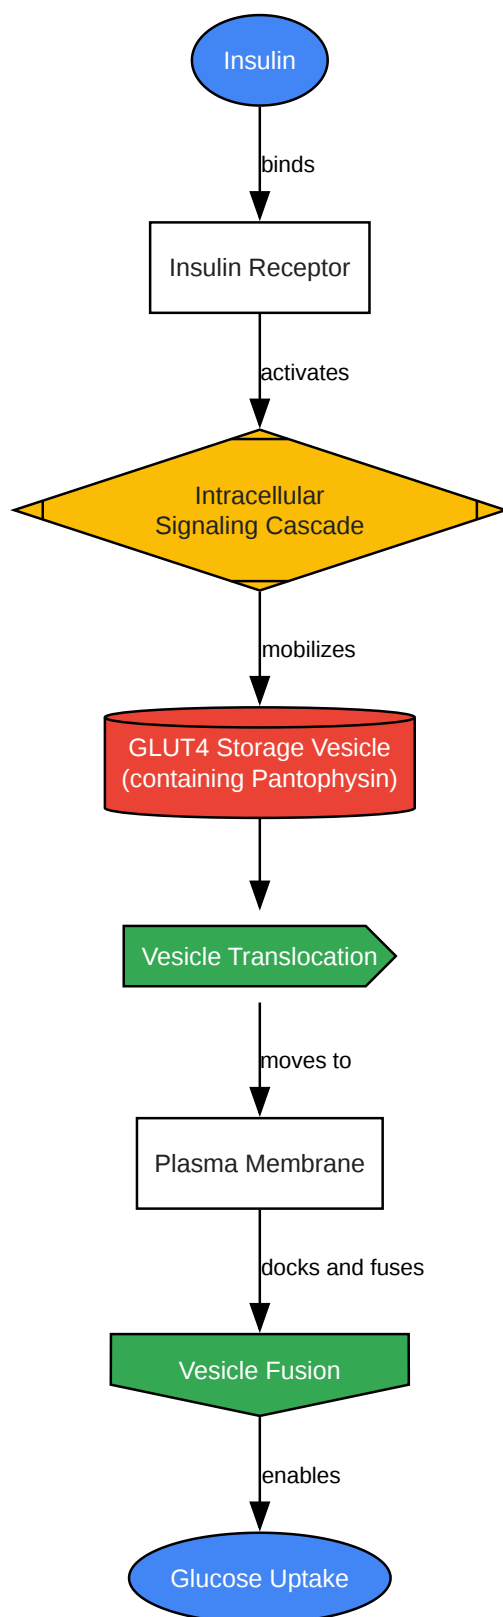 Insulin
binds
Insulin Receptor
activates
Intracellular
Signaling Cascade
mobilizes
GLUT4 Storage Vesicle
(containing Pantophysin)
Vesicle Translocation
moves to
Plasma Membrane
docks and fuses
Vesicle Fusion
enables
Glucose Uptake